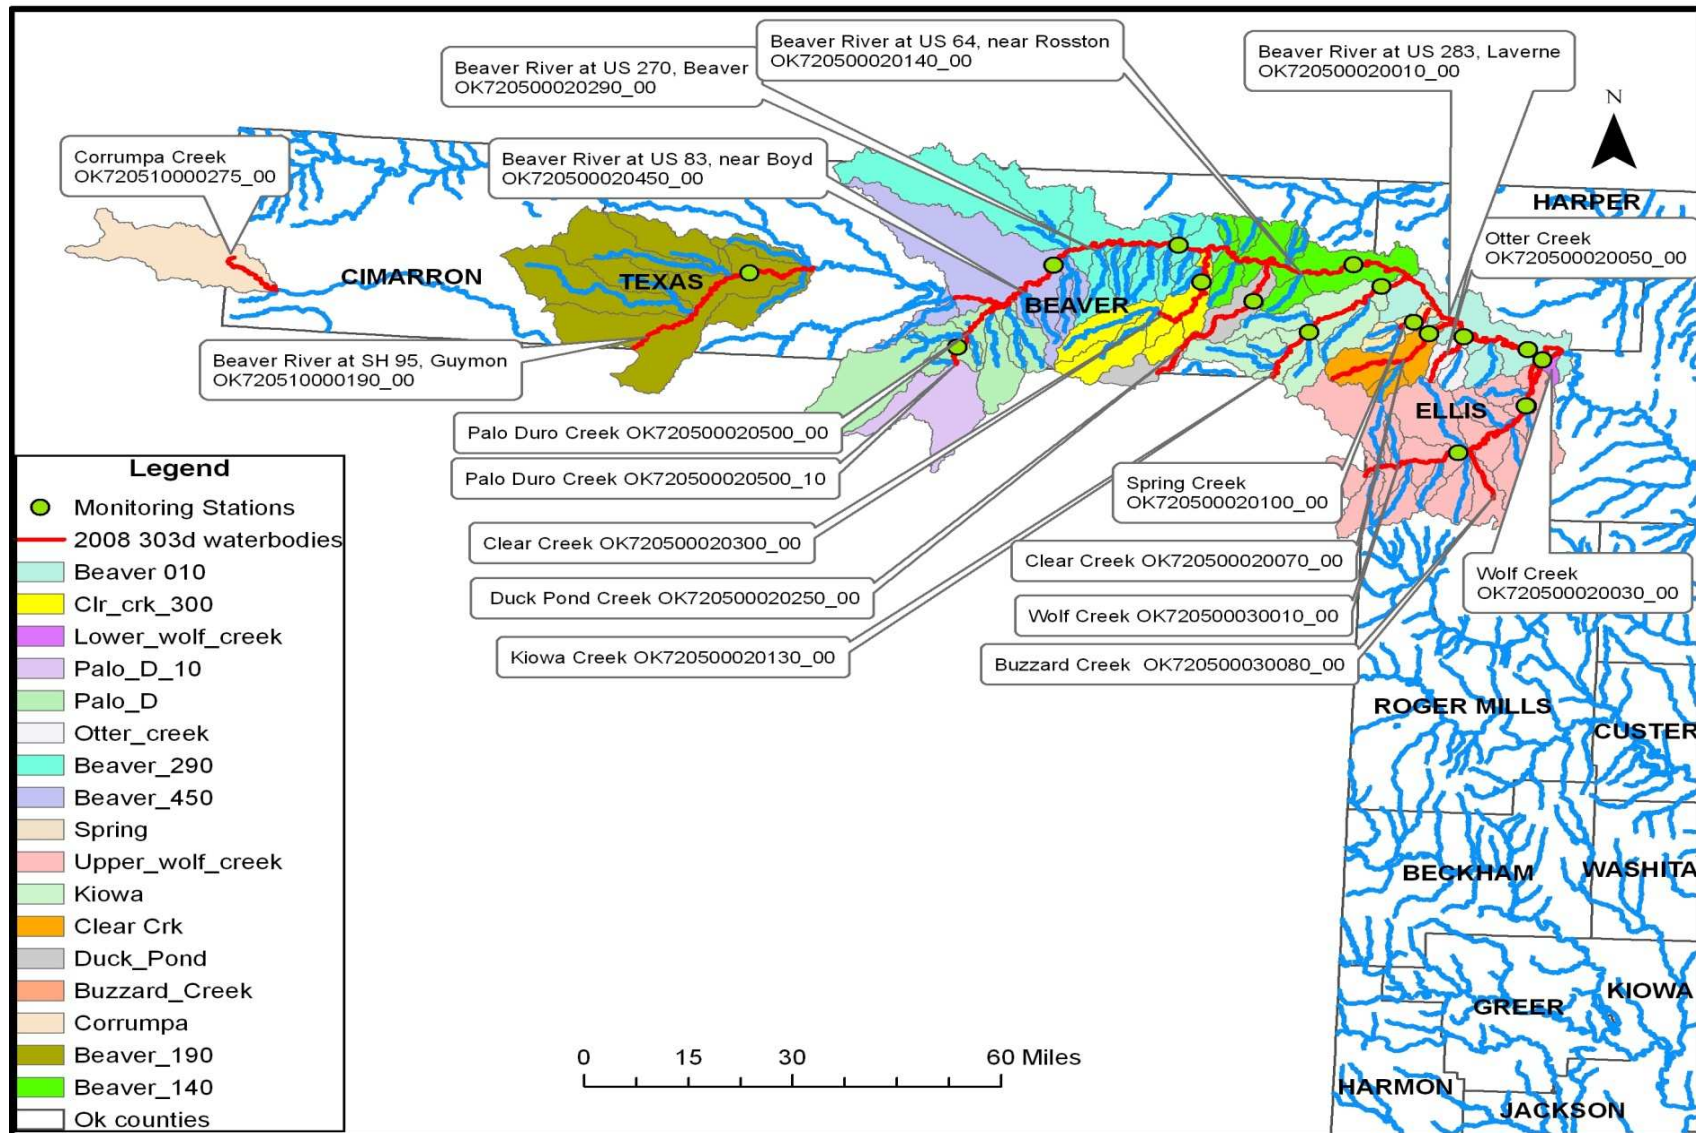 Beaver River at US 64, near Rosston
OK720500020140_00
Beaver River at US 283, Laverne
OK720500020010_00
Beaver River at US 270, Beaver
OK720500020290_00
N
Corrumpa Creek
OK720510000275_00
Beaver River at US 83, near Boyd
OK720500020450_00
HARPER
Otter Creek
OK720500020050_00
CIMARRON
TEXAS
BEAVER
Beaver River at SH 95, Guymon
OK720510000190_00
ELLIS
Palo Duro Creek OK720500020500_00
Palo Duro Creek OK720500020500_10
Spring Creek
OK720500020100_00
Clear Creek OK720500020300_00
Clear Creek OK720500020070_00
Wolf Creek
OK720500020030_00
Duck Pond Creek OK720500020250_00
Wolf Creek OK720500030010_00
Kiowa Creek OK720500020130_00
Buzzard Creek OK720500030080_00
ROGER MILLS
CUSTER
BECKHAM
WASHITA
KIOWA
GREER
HARMON
JACKSON
0 15 30 60 Miles
Legend
Monitoring Stations
2008 303d waterbodies
Beaver 010
Clr_crk_300
Lower_wolf_creek
Palo_D_10
Palo_D
Otter_creek
Beaver_290
Beaver_450
Spring
Upper_wolf_creek
Kiowa
Clear Crk
Duck_Pond
Buzzard_Creek
Corrumpa
Beaver_190
Beaver_140
Ok counties